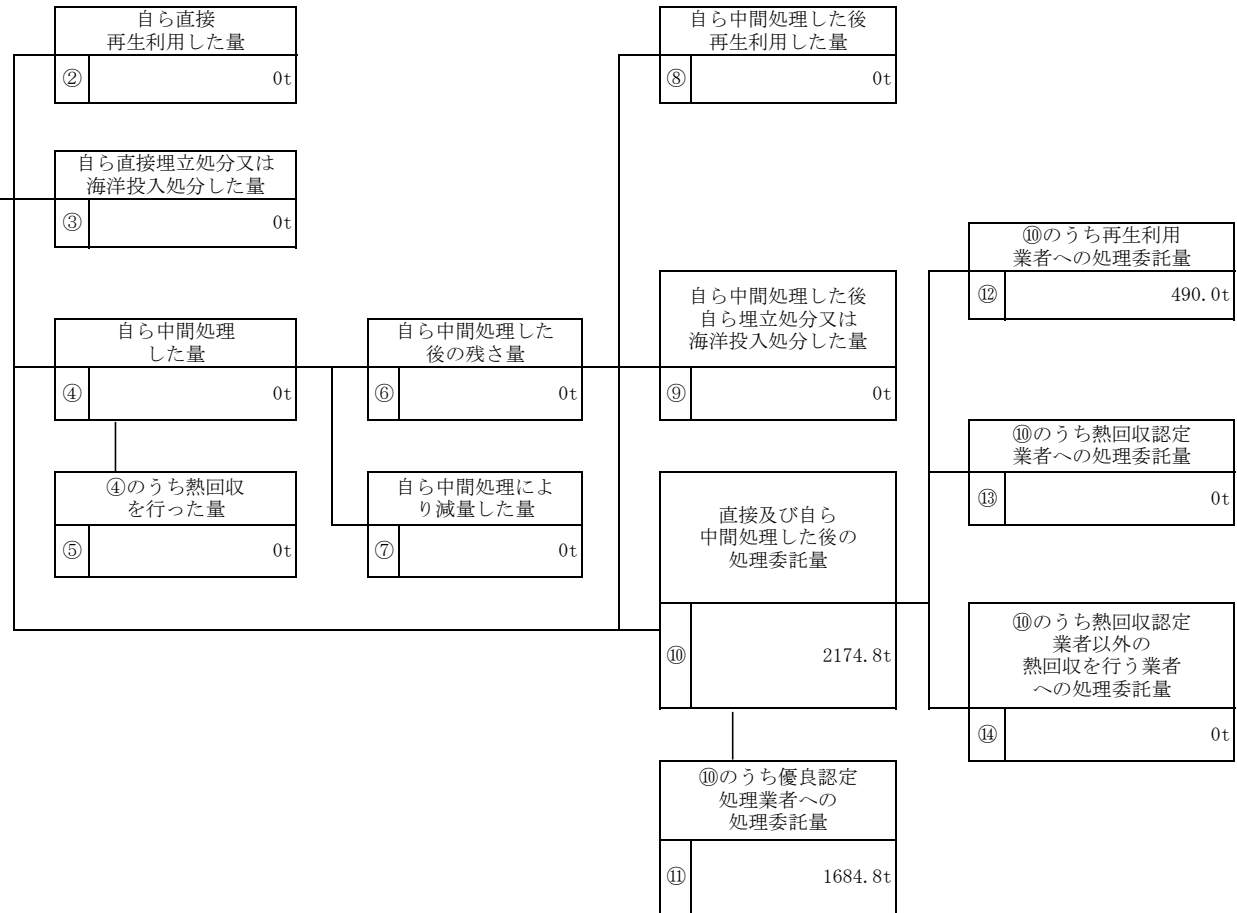 自ら直接
再生利用した量
② 0t
自ら直接埋立処分又は
海洋投入処分した量
③ 0t
自ら中間処理
した量
④ 0t
④のうち熱回収
を行った量
⑤ 0t
自ら中間処理した
後の残さ量
⑥ 0t
自ら中間処理によ
り減量した量
⑦ 0t
自ら中間処理した後
再生利用した量
⑧ 0t
自ら中間処理した後
自ら埋立処分又は
海洋投入処分した量
⑨ 0t
直接及び自ら
中間処理した後の
処理委託量
⑩ 2174.8t
⑩のうち優良認定
処理業者への
処理委託量
⑪ 1684.8t
⑩のうち再生利用
業者への処理委託量
⑫ 490.0t
⑩のうち熱回収認定
業者への処理委託量
⑬ 0t
⑩のうち熱回収認定
業者以外の
熱回収を行う業者
への処理委託量
⑭ 0t